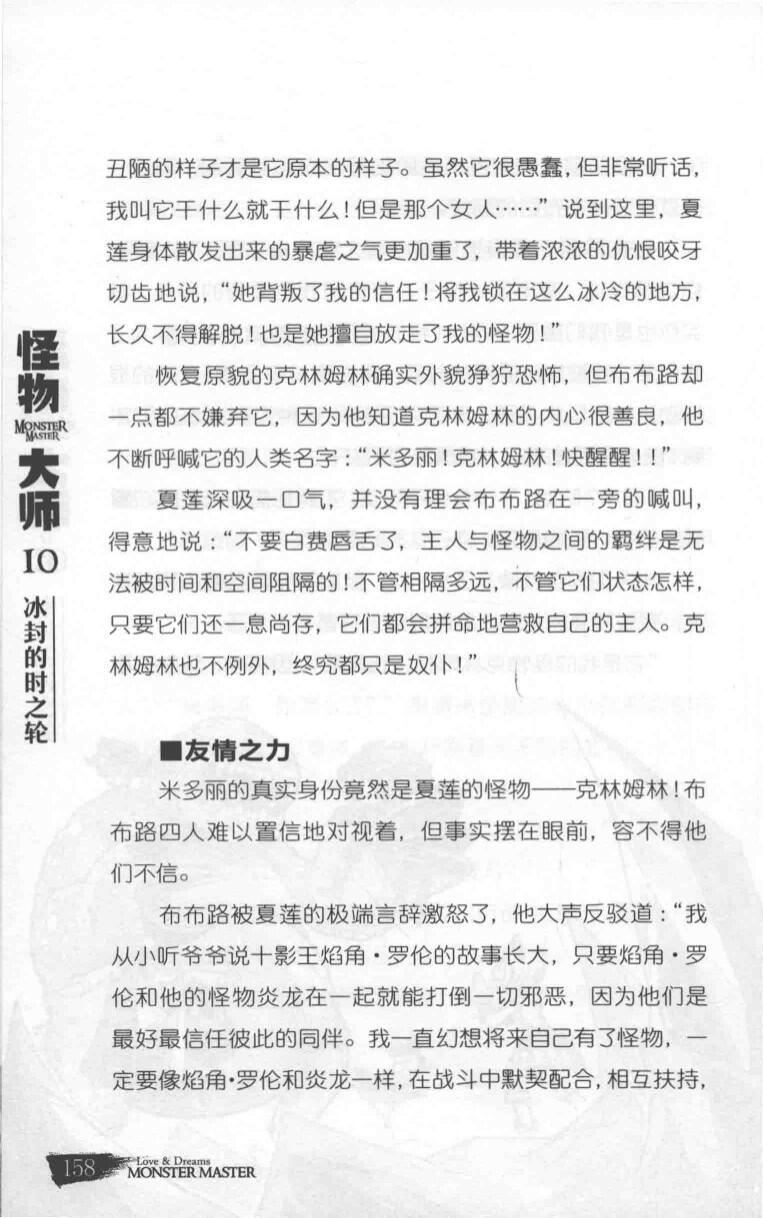 丑陋的样子才是它原本的样子。虽然它很愚蠢，但非常听话，
我叫它干什么就干什么！但是那个女人……”说到这里，夏
莲身体散发出来的暴虐之气更加重了，带着浓浓的仇恨咬牙
切齿地说，“她背叛了我的信任！将我锁在这么冰冷的地方，
长久不得解脱！也是她擅自放走了我的怪物！”
恢复原貌的克林姆林确实外貌狰狞恐怖，但布布路却
一点都不嫌弃它，因为他知道克林姆林的内心很善良，他
不断呼喊它的人类名字：“米多丽！克林姆林！快醒醒！！”
夏莲深吸一口气，并没有理会布布路在一旁的喊叫，
得意地说：“不要白费唇舌了，主人与怪物之间的羁绊是无
法被时间和空间阻隔的！不管相隔多远，不管它们状态怎样，
只要它们还一息尚存，它们都会拼命地营救自己的主人。克
林姆林也不例外，终究都只是奴仆！”
■友情之力
米多丽的真实身份竟然是夏莲的怪物——克林姆林！布
布路四人难以置信地对视着，但事实摆在眼前，容不得他
们不信。
布布路被夏莲的极端言辞激怒了，他大声反驳道：“我
从小听爷爷说十影王焰角·罗伦的故事长大，只要焰角·罗
伦和他的怪物炎龙在一起就能打倒一切邪恶，因为他们是
最好最信任彼此的同伴。我一直幻想将来自己有了怪物，一
定要像焰角·罗伦和炎龙一样，在战斗中默契配合，相互扶持，
怪物
MONSTER
MASTER
大师
10
冰封的时之轮
158
Love & Dreams
MONSTER MASTER